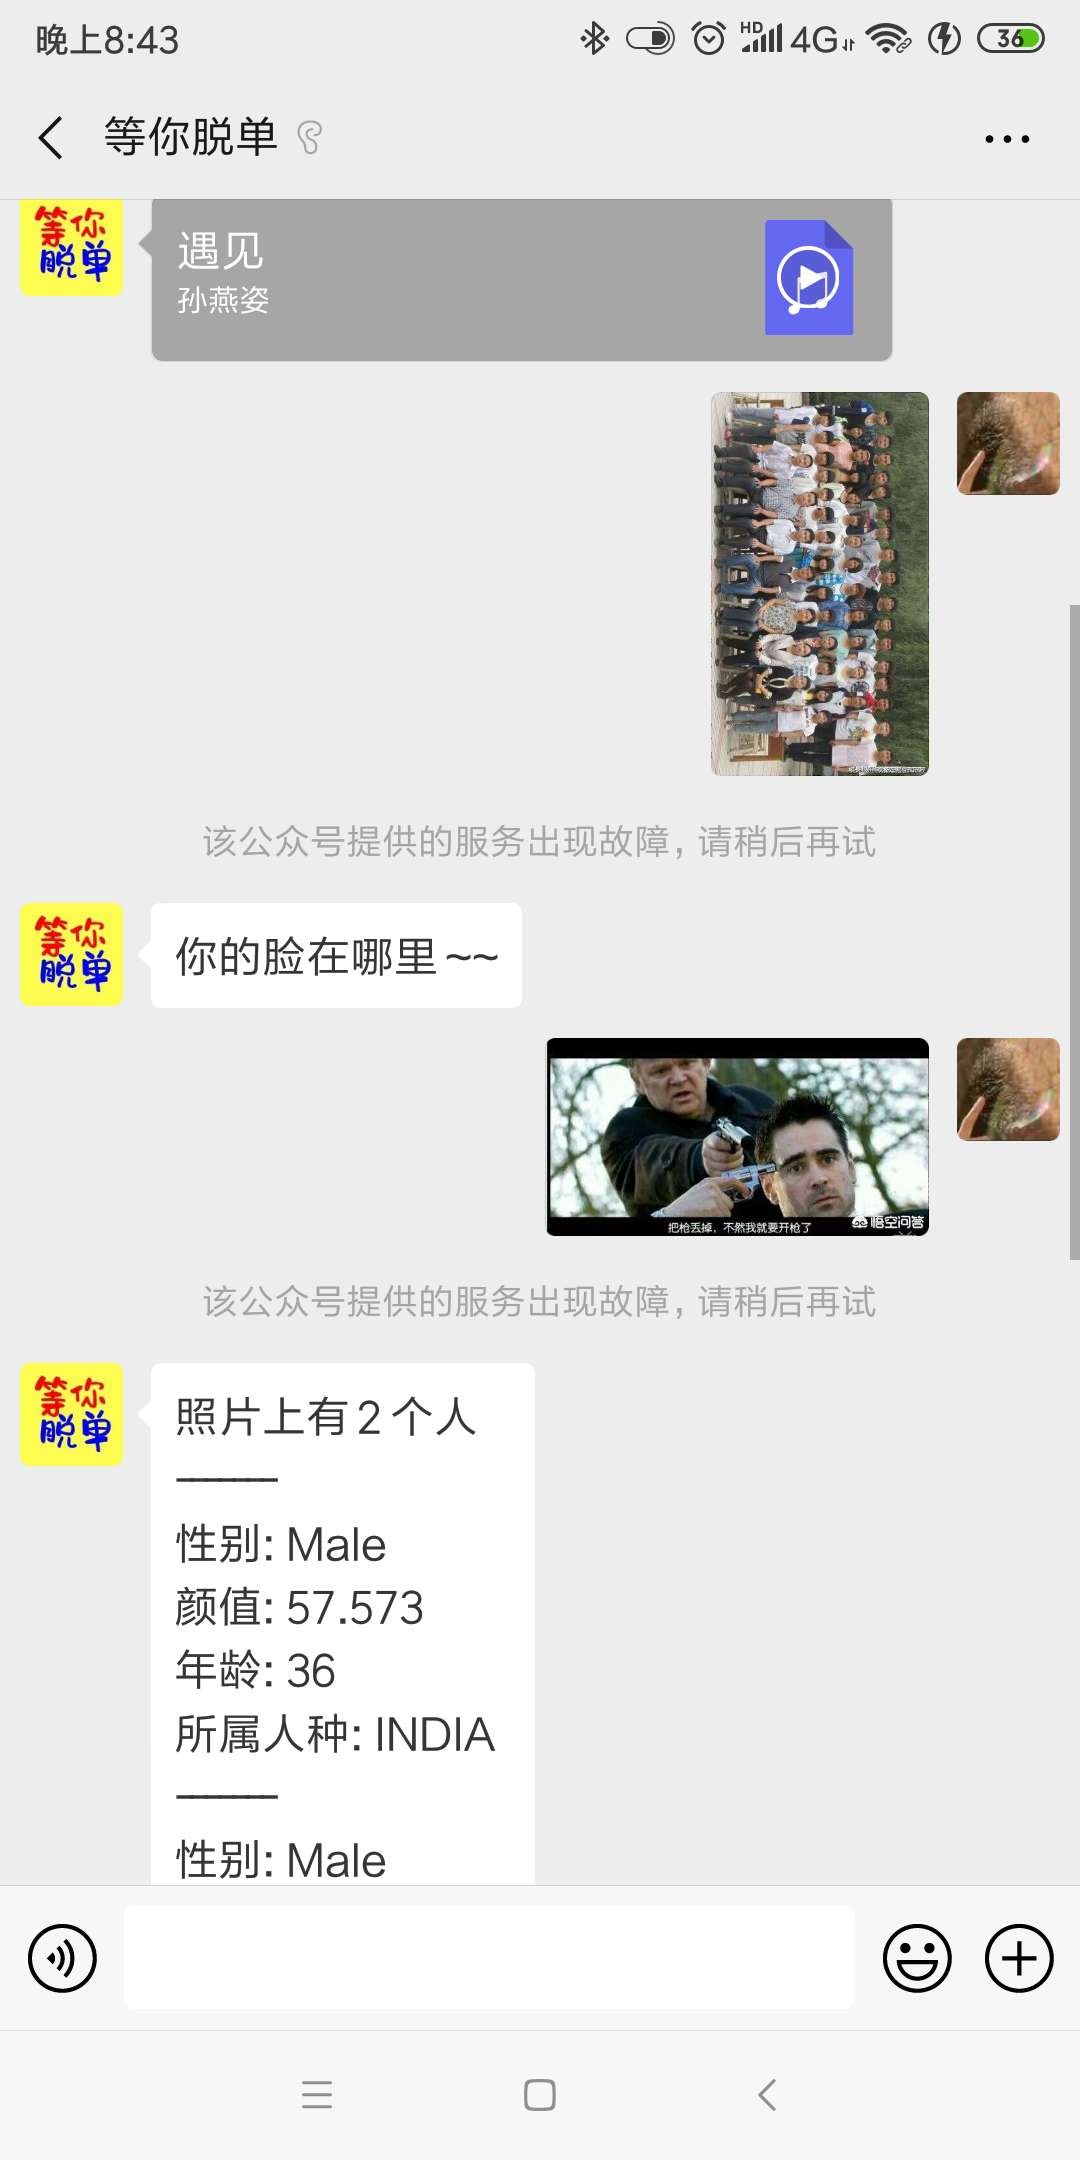 晚上8:43
HD 4G 36
等你脱单
等你
脱单
遇见
孙燕姿
该公众号提供的服务出现故障，请稍后再试
等你
脱单
你的脸在哪里~~
把枪丢掉，不然我就要开枪了
悟空问答
该公众号提供的服务出现故障，请稍后再试
等你
脱单
照片上有2个人
-------
性别: Male
颜值: 57.573
年龄: 36
所属人种: INDIA
-------
性别: Male